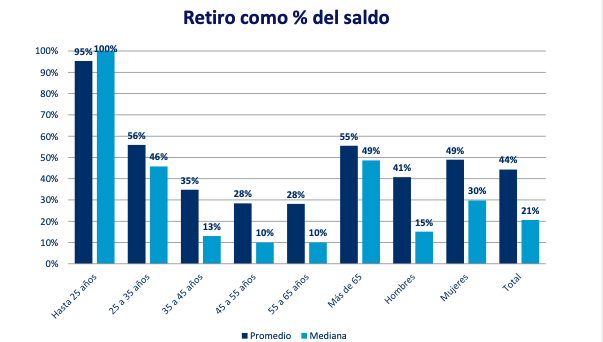 Retiro como % del saldo
100%
90%
80%
70%
60%
50%
40%
30%
20%
10%
0%
95% 100%
56% 46%
35% 13%
28% 10%
28% 10%
55% 49%
41% 15%
49% 30%
44% 21%
Hasta 25 años
25 a 35 años
35 a 45 años
45 a 55 años
55 a 65 años
Más de 65
Hombres
Mujeres
Total
Promedio Mediana